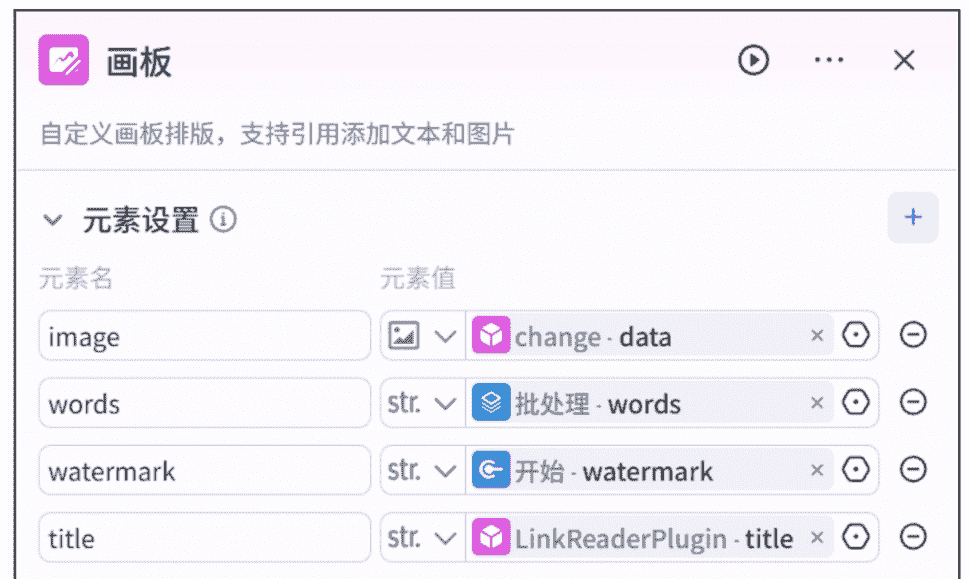 画板
自定义画板排版，支持引用添加文本和图片
元素设置
元素名 元素值
image change · data
words str. 批处理 · words
watermark str. 开始 · watermark
title str. LinkReaderPlugin · title